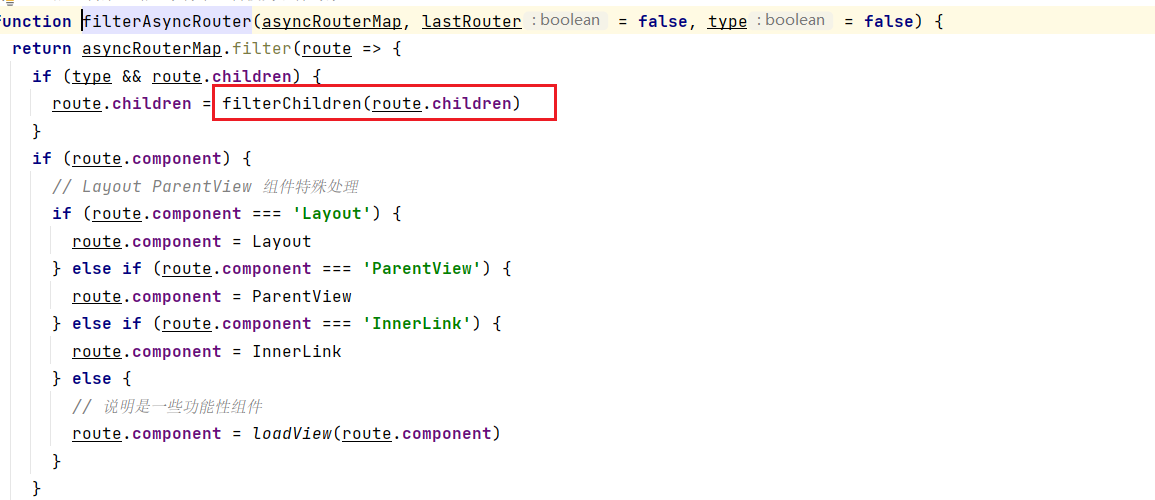 function filterAsyncRouter(asyncRouterMap, lastRouter : boolean = false, type : boolean = false) {
return asyncRouterMap.filter(route => {
if (type && route.children) {
route.children = filterChildren(route.children)
}
if (route.component) {
// Layout ParentView 组件特殊处理
if (route.component === 'Layout') {
route.component = Layout
} else if (route.component === 'ParentView') {
route.component = ParentView
} else if (route.component === 'InnerLink') {
route.component = InnerLink
} else {
// 说明是一些功能性组件
route.component = loadView(route.component)
}
}